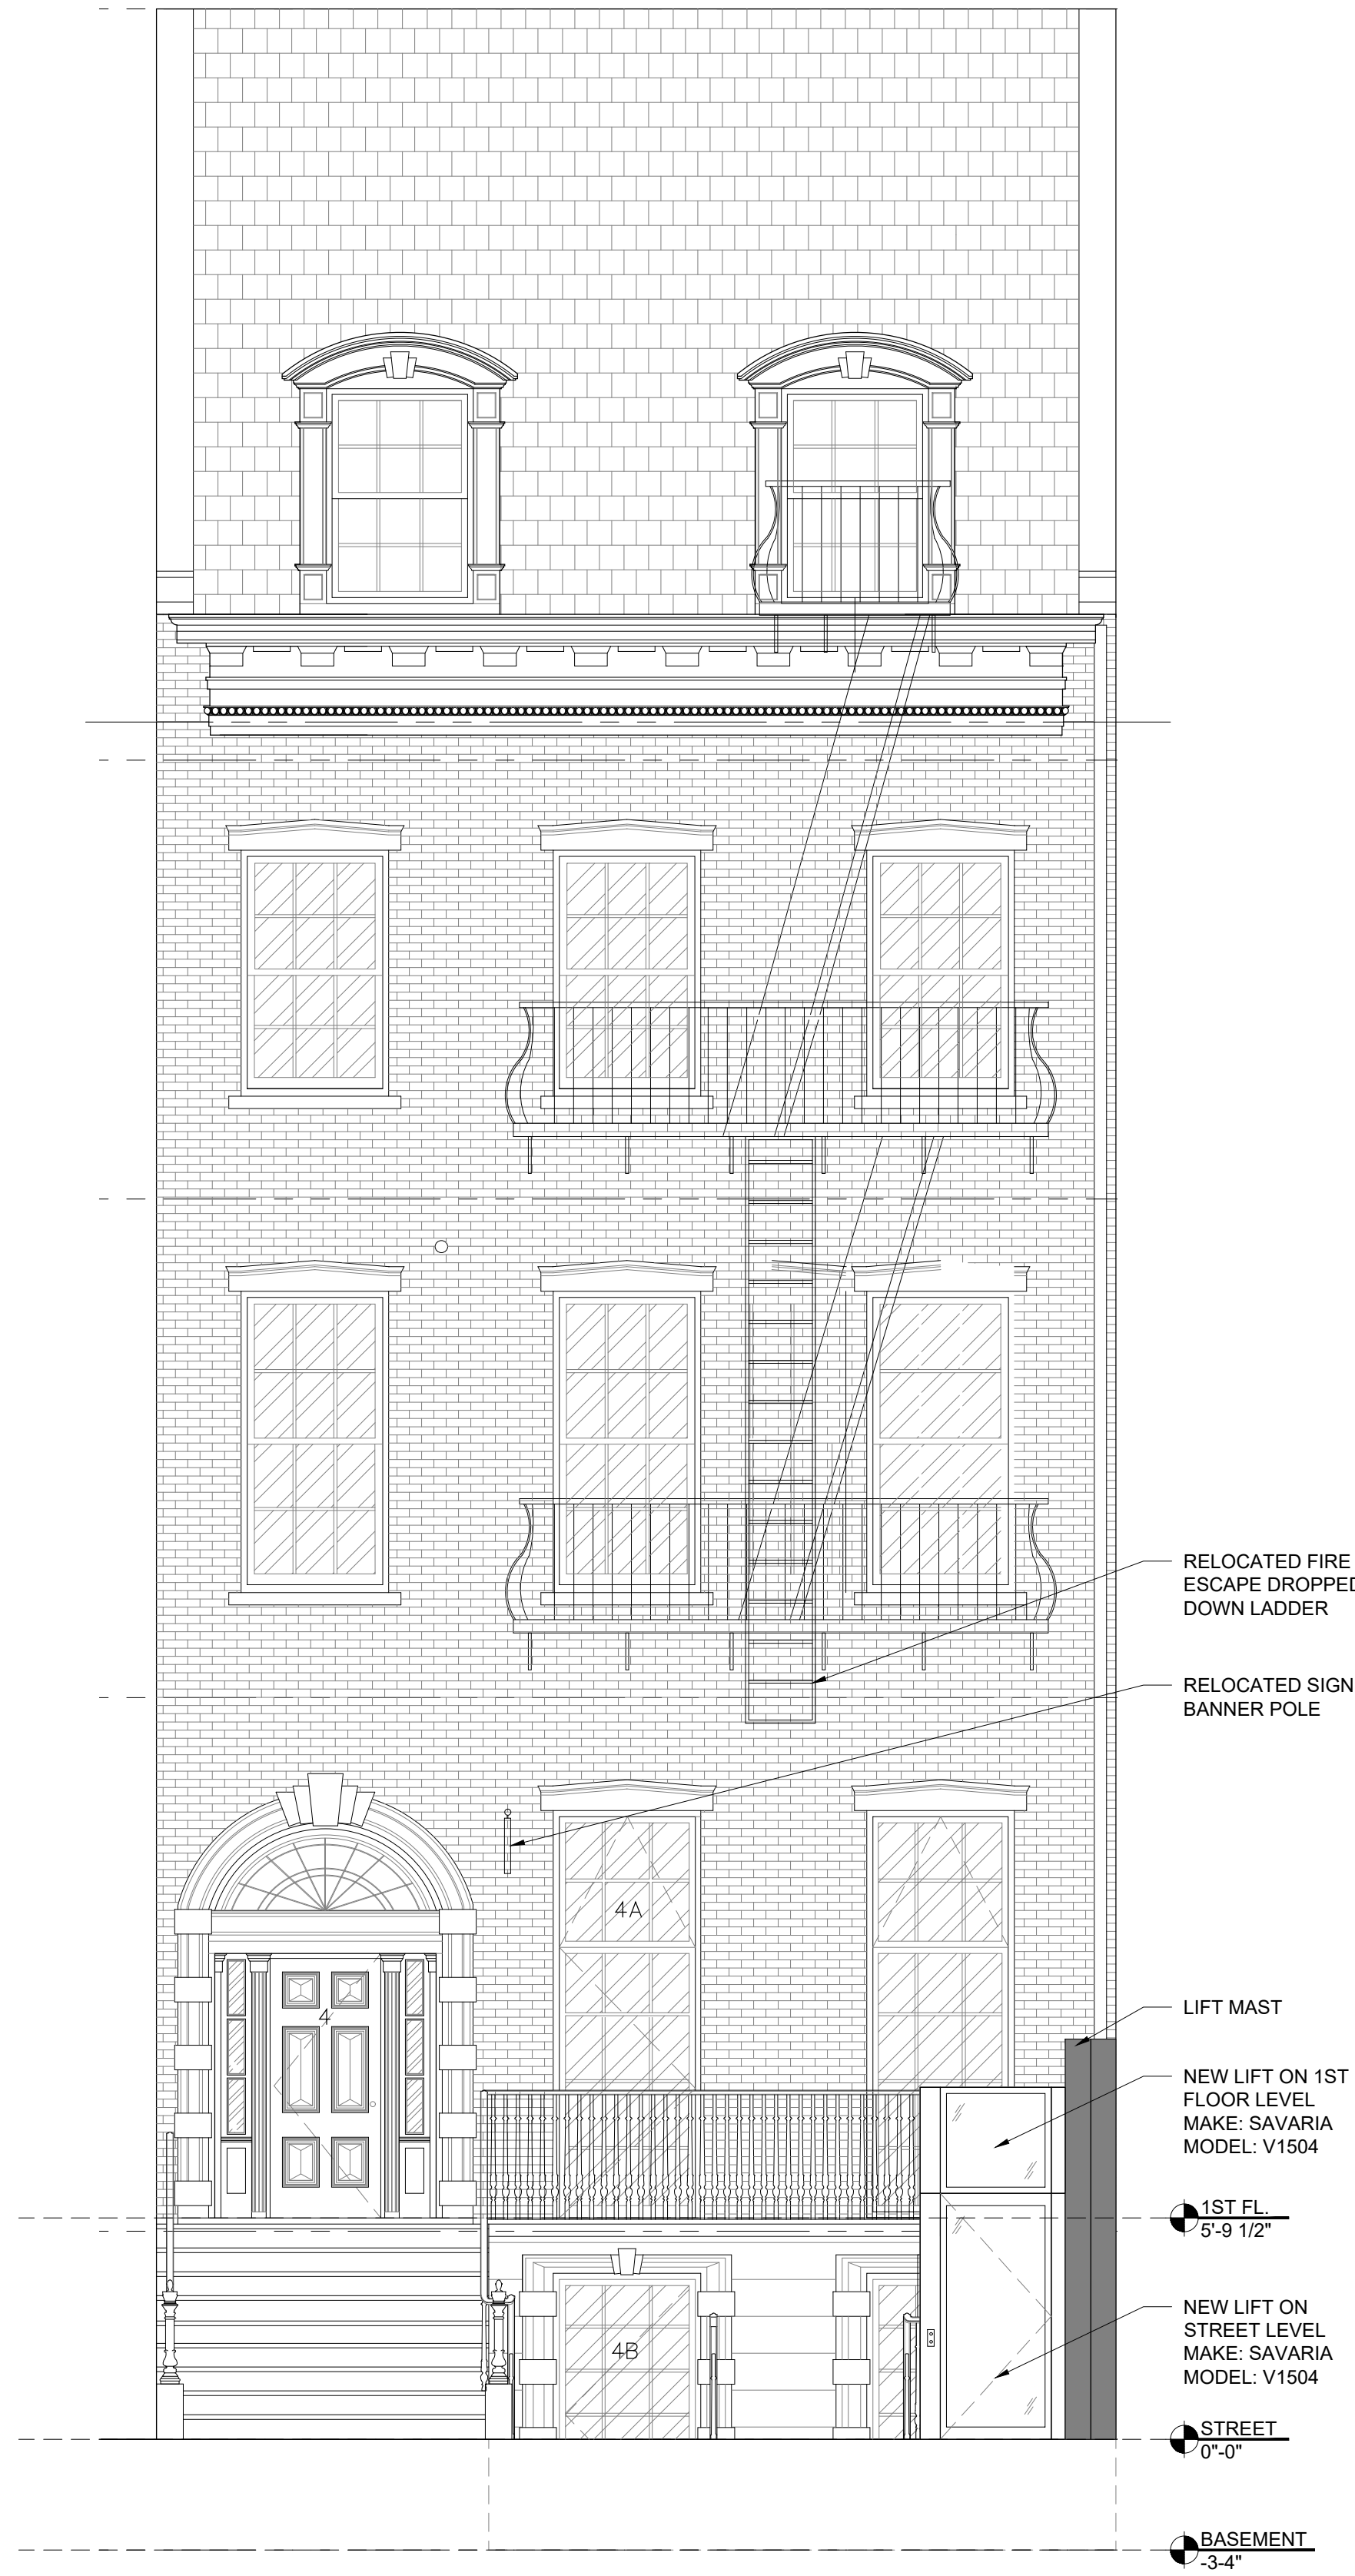 RELOCATED FIRE
ESCAPE DROPPED
DOWN LADDER
RELOCATED SIGN
BANNER POLE
4A
4
LIFT MAST
NEW LIFT ON 1ST
FLOOR LEVEL
MAKE: SAVARIA
MODEL: V1504
1ST FL.
5'-9 1/2"
NEW LIFT ON
STREET LEVEL
MAKE: SAVARIA
MODEL: V1504
4B
STREET
0"-0"
BASEMENT
-3-4"